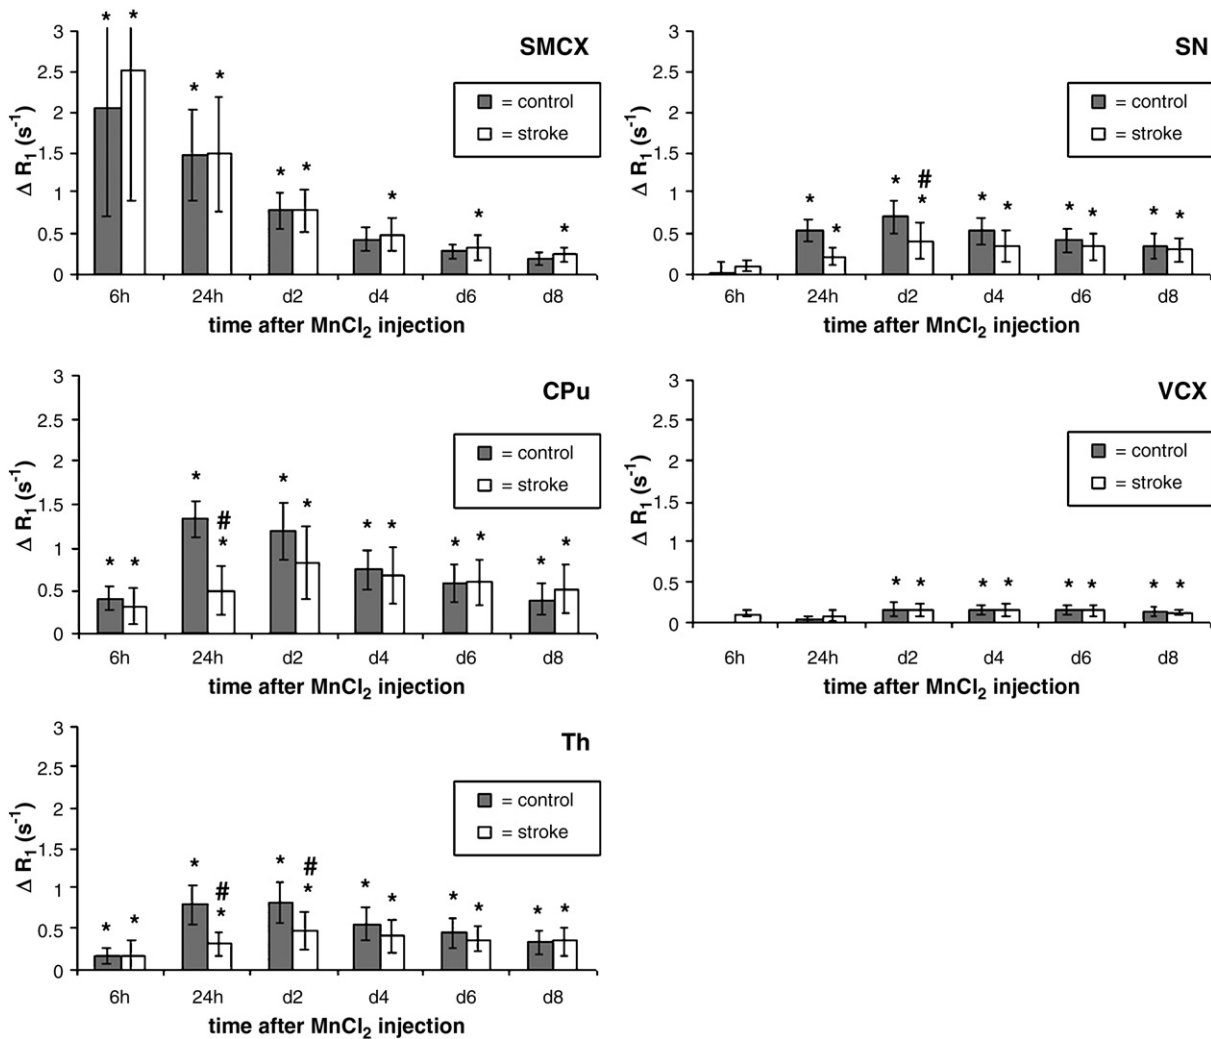 SMCX
Δ R₁ (s⁻¹)
3
2.5
2
1.5
1
0.5
0
* * * * * * * * *
= control
= stroke
6h 24h d2 d4 d6 d8
time after MnCl₂ injection
SN
Δ R₁ (s⁻¹)
3
2.5
2
1.5
1
0.5
0
#
* * * * * * * * * *
= control
= stroke
6h 24h d2 d4 d6 d8
time after MnCl₂ injection
CPu
Δ R₁ (s⁻¹)
3
2.5
2
1.5
1
0.5
0
#
* * * * * * * * * * * *
= control
= stroke
6h 24h d2 d4 d6 d8
time after MnCl₂ injection
VCX
Δ R₁ (s⁻¹)
3
2.5
2
1.5
1
0.5
0
* * * * * * * *
= control
= stroke
6h 24h d2 d4 d6 d8
time after MnCl₂ injection
Th
Δ R₁ (s⁻¹)
3
2.5
2
1.5
1
0.5
0
# #
* * * * * * * * * * * *
= control
= stroke
6h 24h d2 d4 d6 d8
time after MnCl₂ injection